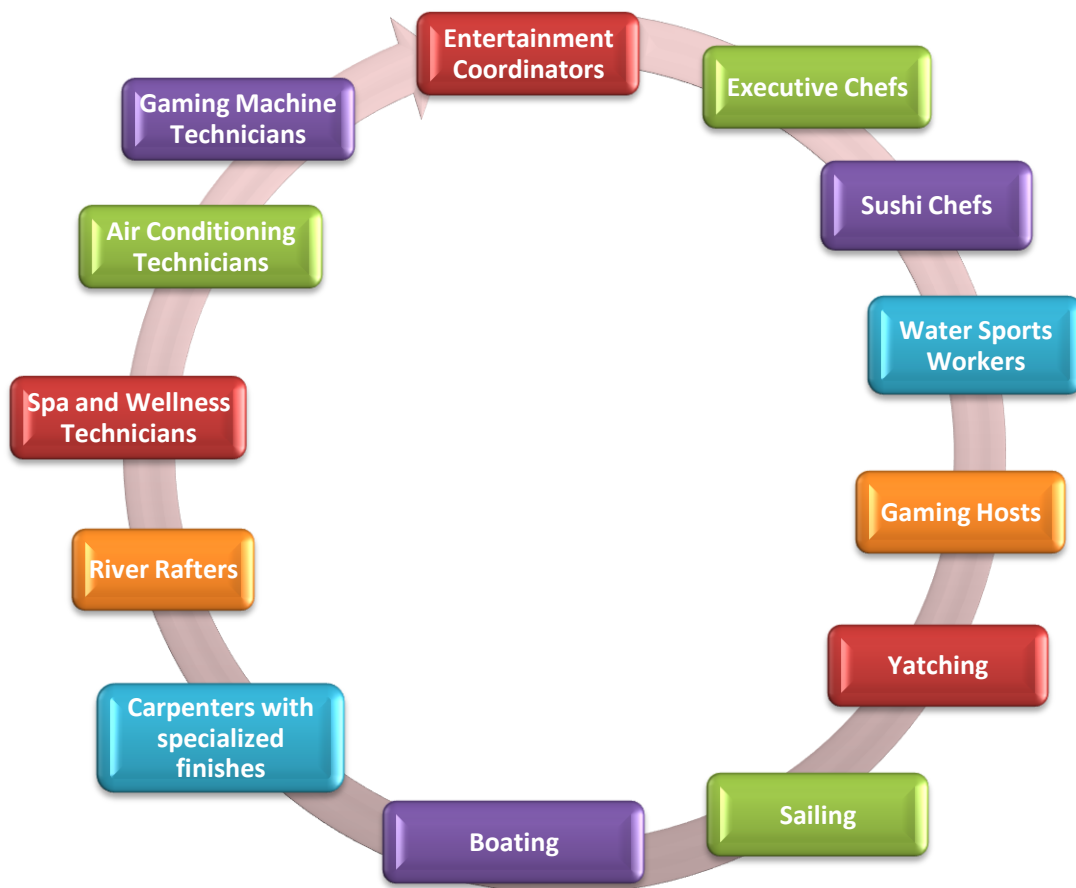 Entertainment
Coordinators
Executive Chefs
Sushi Chefs
Water Sports
Workers
Gaming Hosts
Yatching
Sailing
Boating
Carpenters with
specialized
finishes
River Rafters
Spa and Wellness
Technicians
Air Conditioning
Technicians
Gaming Machine
Technicians